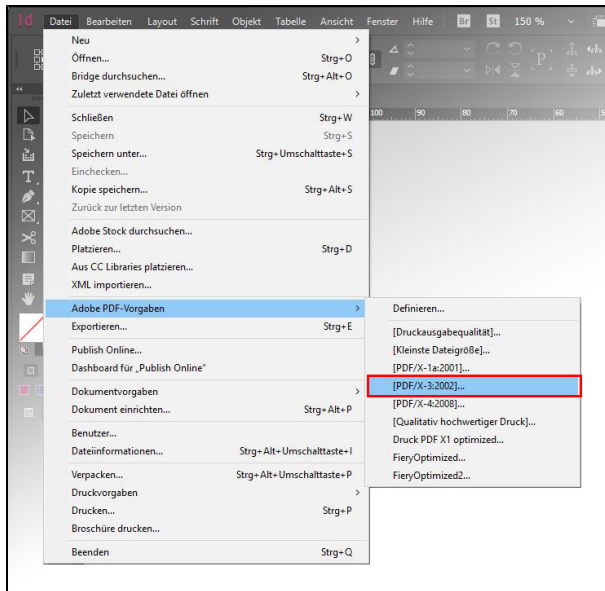 Id Datei Bearbeiten Layout Schrift Objekt Tabelle Ansicht Fenster Hilfe Br St 150 %
Neu
Öffnen... Strg+O
Bridge durchsuchen... Strg+Alt+O
Zuletzt verwendete Datei öffnen
Schließen Strg+W
Speichern Strg+S
Speichern unter... Strg+Umschalttaste+S
Einchecken...
Kopie speichern... Strg+Alt+S
Zurück zur letzten Version
Adobe Stock durchsuchen...
Platzieren... Strg+D
Aus CC Libraries platzieren...
XML importieren...
Adobe PDF-Vorgaben
Exportieren... Strg+E
Publish Online...
Dashboard für „Publish Online“
Dokumentvorgaben
Dokument einrichten... Strg+Alt+P
Benutzer...
Dateiinformationen... Strg+Alt+Umschalttaste+I
Verpacken... Strg+Alt+Umschalttaste+P
Druckvorgaben
Drucken... Strg+P
Broschüre drucken...
Beenden Strg+Q
100 90 80 70 60
Definieren...
[Druckausgabequalität]...
[Kleinste Dateigröße]...
[PDF/X-1a:2001]...
[PDF/X-3:2002]...
[PDF/X-4:2008]...
[Qualitativ hochwertiger Druck]...
Druck PDF X1 optimized...
FieryOptimized...
FieryOptimized2...